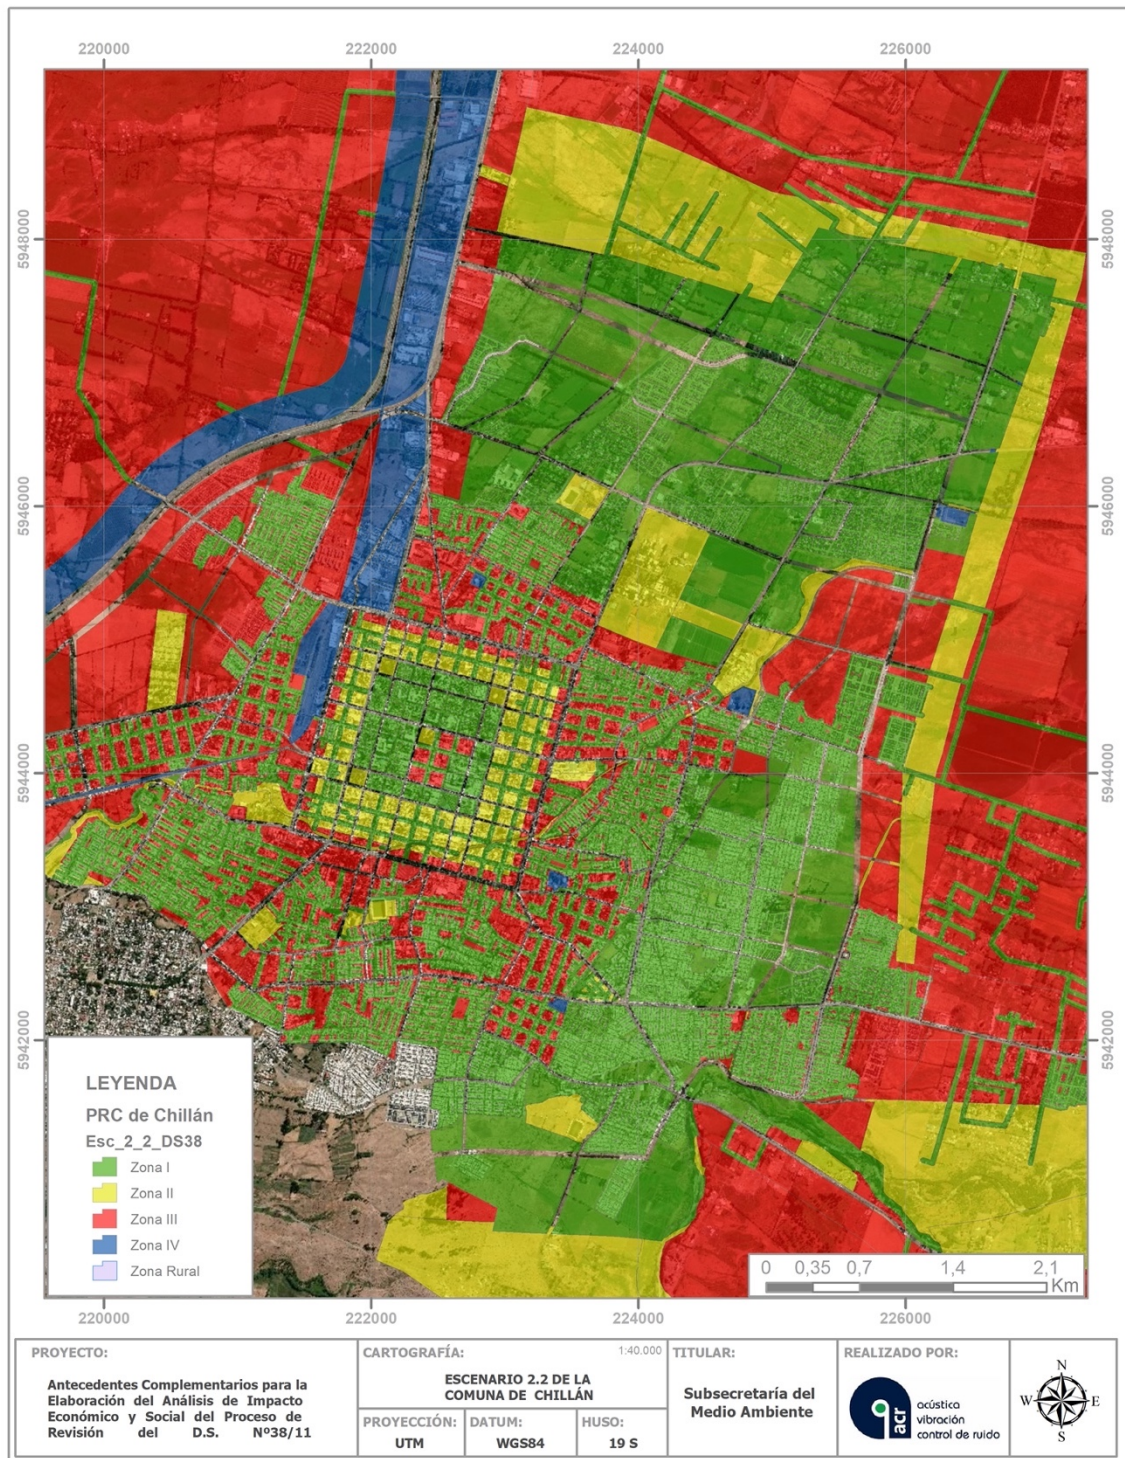 220000 222000 224000 226000
5948000 5948000
5946000 5946000
5944000 5944000
5942000 5942000
LEYENDA
PRC de Chillán
Esc_2_2_DS38
Zona I
Zona II
Zona III
Zona IV
Zona Rural
0 0,35 0,7 1,4 2,1
Km
220000 222000 224000 226000
PROYECTO:
Antecedentes Complementarios para la
Elaboración del Análisis de Impacto
Económico y Social del Proceso de
Revisión del D.S. Nº38/11
CARTOGRAFÍA: 1:40.000
ESCENARIO 2.2 DE LA
COMUNA DE CHILLÁN
PROYECCIÓN: DATUM: HUSO:
UTM WGS84 19 S
TITULAR:
Subsecretaría del
Medio Ambiente
REALIZADO POR:
acr
acústica
vibración
control de ruido
N
W E
S